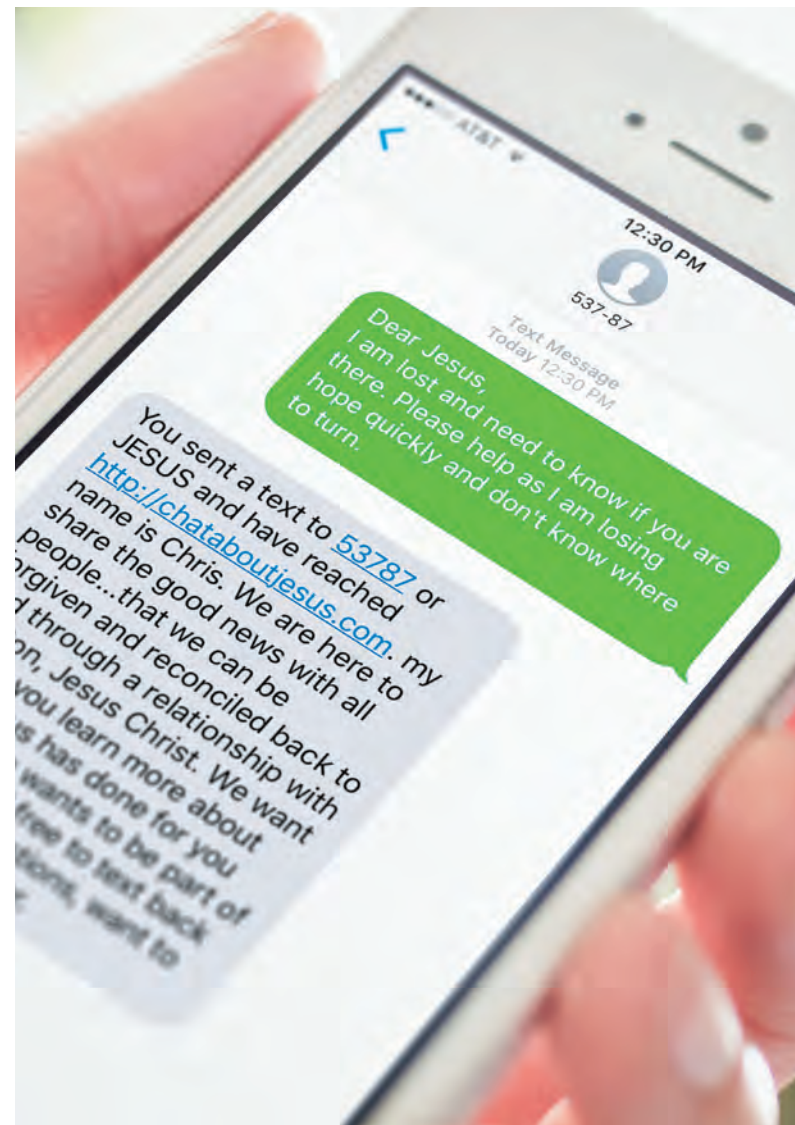 AT&T
12:30 PM
537-87
Text Message
Today 12:30 PM
Dear Jesus,
I am lost and need to know if you are
there. Please help as I am losing
hope quickly and don't know where
to turn.
You sent a text to 53787 or
JESUS and have reached
http://chataboutjesus.com. my
name is Chris. We are here to
share the good news with all
people...that we can be
orgiven and reconciled back to
d through a relationship with
on, Jesus Christ. We want
you learn more about
us has done for you
wants to be part of
free to text back
tions, want to